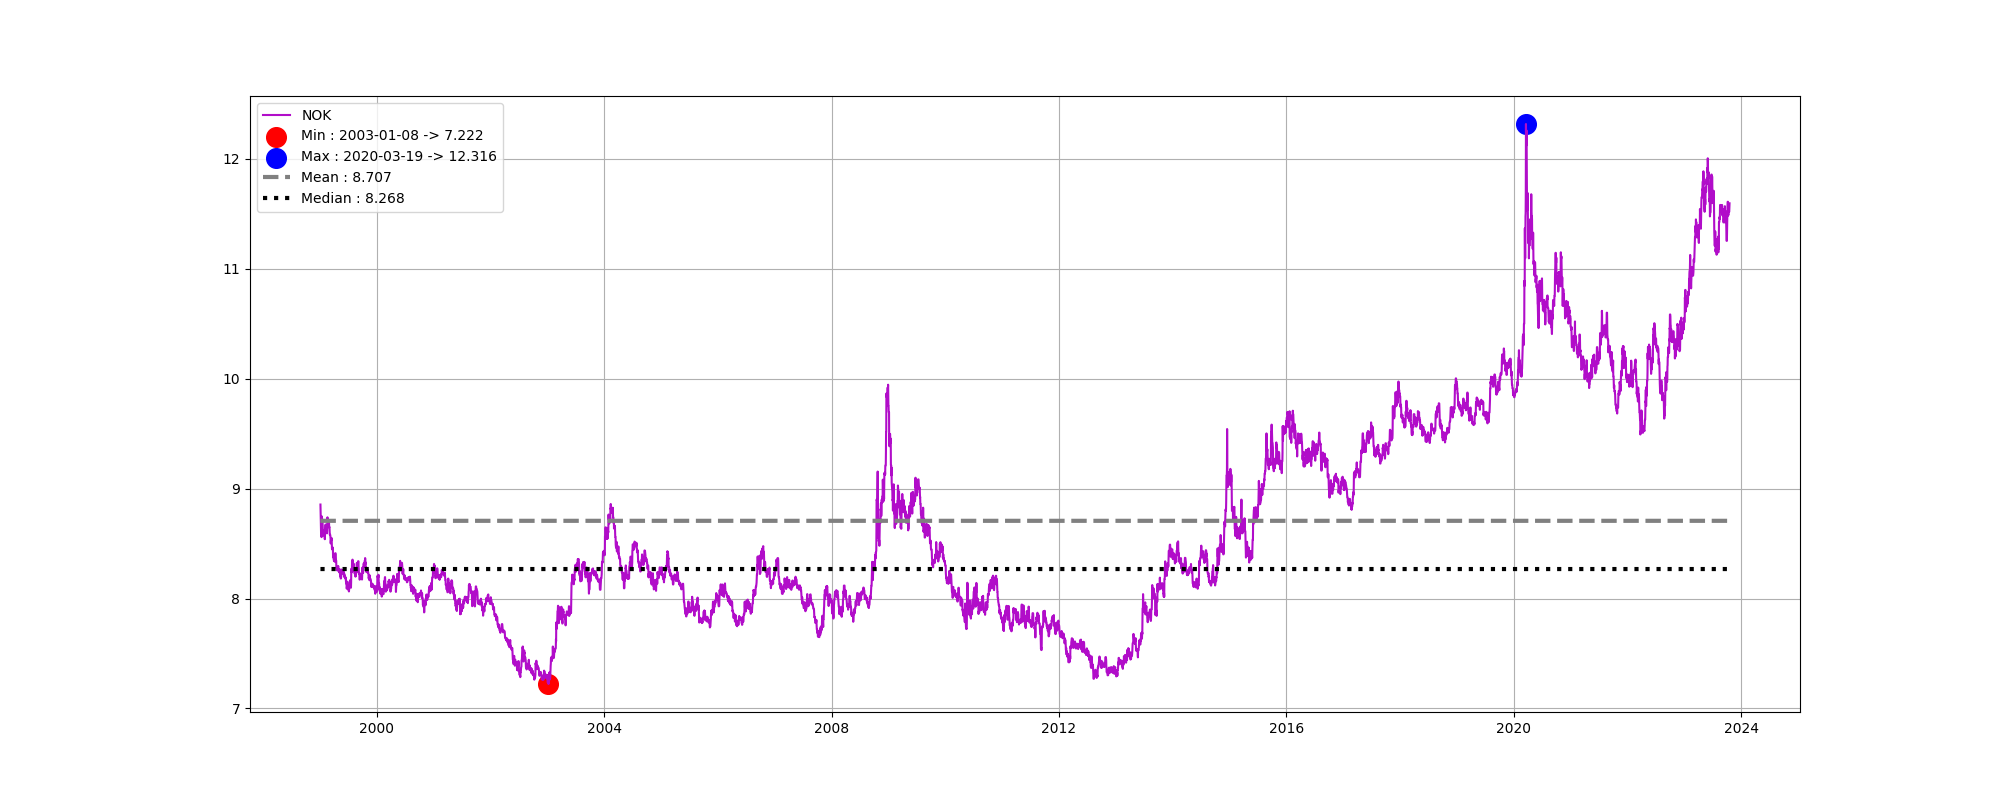 NOK
Min : 2003-01-08 -> 7.222
Max : 2020-03-19 -> 12.316
Mean : 8.707
Median : 8.268
12
11
10
9
8
7
2000 2004 2008 2012 2016 2020 2024